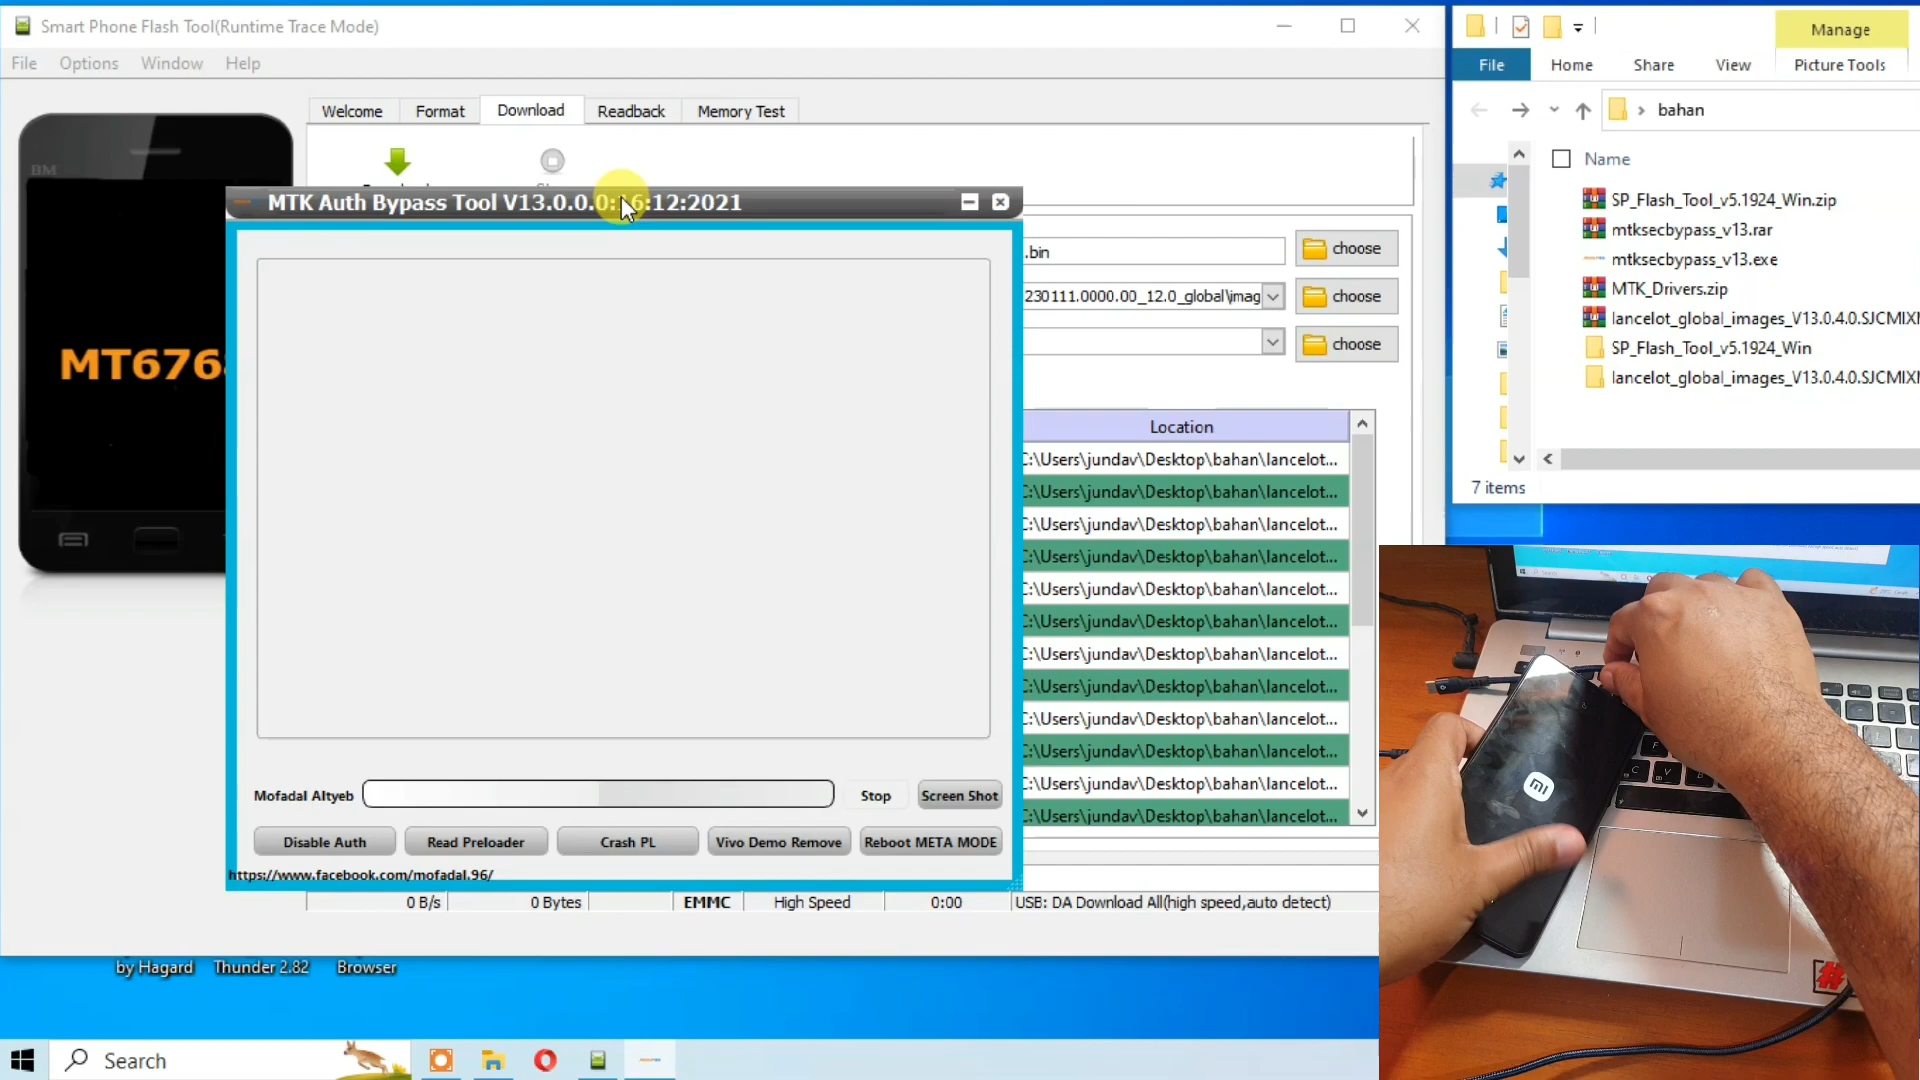 Smart Phone Flash Tool(Runtime Trace Mode)
File Options Window Help
Welcome Format Download Readback Memory Test
BM
MT676
MTK Auth Bypass Tool V13.0.0.0:16:12:2021
.bin choose
230111.0000.00_12.0_global\imag choose
choose
Location
C:\Users\jundav\Desktop\bahan\lancelot...
C:\Users\jundav\Desktop\bahan\lancelot...
C:\Users\jundav\Desktop\bahan\lancelot...
C:\Users\jundav\Desktop\bahan\lancelot...
C:\Users\jundav\Desktop\bahan\lancelot...
C:\Users\jundav\Desktop\bahan\lancelot...
C:\Users\jundav\Desktop\bahan\lancelot...
C:\Users\jundav\Desktop\bahan\lancelot...
C:\Users\jundav\Desktop\bahan\lancelot...
C:\Users\jundav\Desktop\bahan\lancelot...
C:\Users\jundav\Desktop\bahan\lancelot...
C:\Users\jundav\Desktop\bahan\lancelot...
Mofadal Altyeb Stop Screen Shot
Disable Auth Read Preloader Crash PL Vivo Demo Remove Reboot META MODE
https://www.facebook.com/mofadal.96/
0 B/s 0 Bytes EMMC High Speed 0:00 USB: DA Download All(high speed,auto detect)
by Hagard Thunder 2.82 Browser
Search
Manage
File Home Share View Picture Tools
bahan
Name
SP_Flash_Tool_v5.1924_Win.zip
mtksecbypass_v13.rar
mtksecbypass_v13.exe
MTK_Drivers.zip
lancelot_global_images_V13.0.4.0.SJCMIXM
SP_Flash_Tool_v5.1924_Win
lancelot_global_images_V13.0.4.0.SJCMIXM
7 items